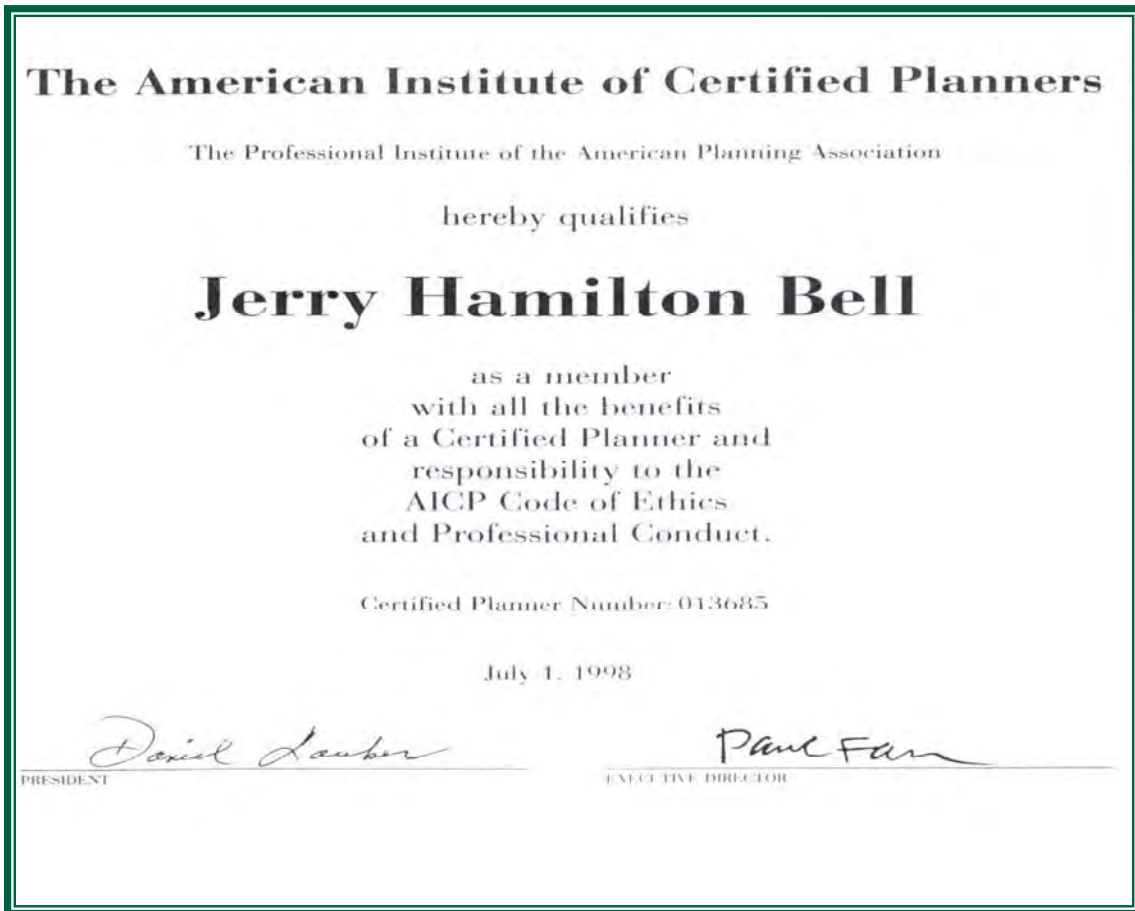 The American Institute of Certified Planners
The Professional Institute of the American Planning Association
hereby qualifies
Jerry Hamilton Bell
as a member
with all the benefits
of a Certified Planner and
responsibility to the
AICP Code of Ethics
and Professional Conduct.
Certified Planner Number: 013685
July 1, 1998
Daniel Lauber
Paul Farm
PRESIDENT
EXECUTIVE DIRECTOR